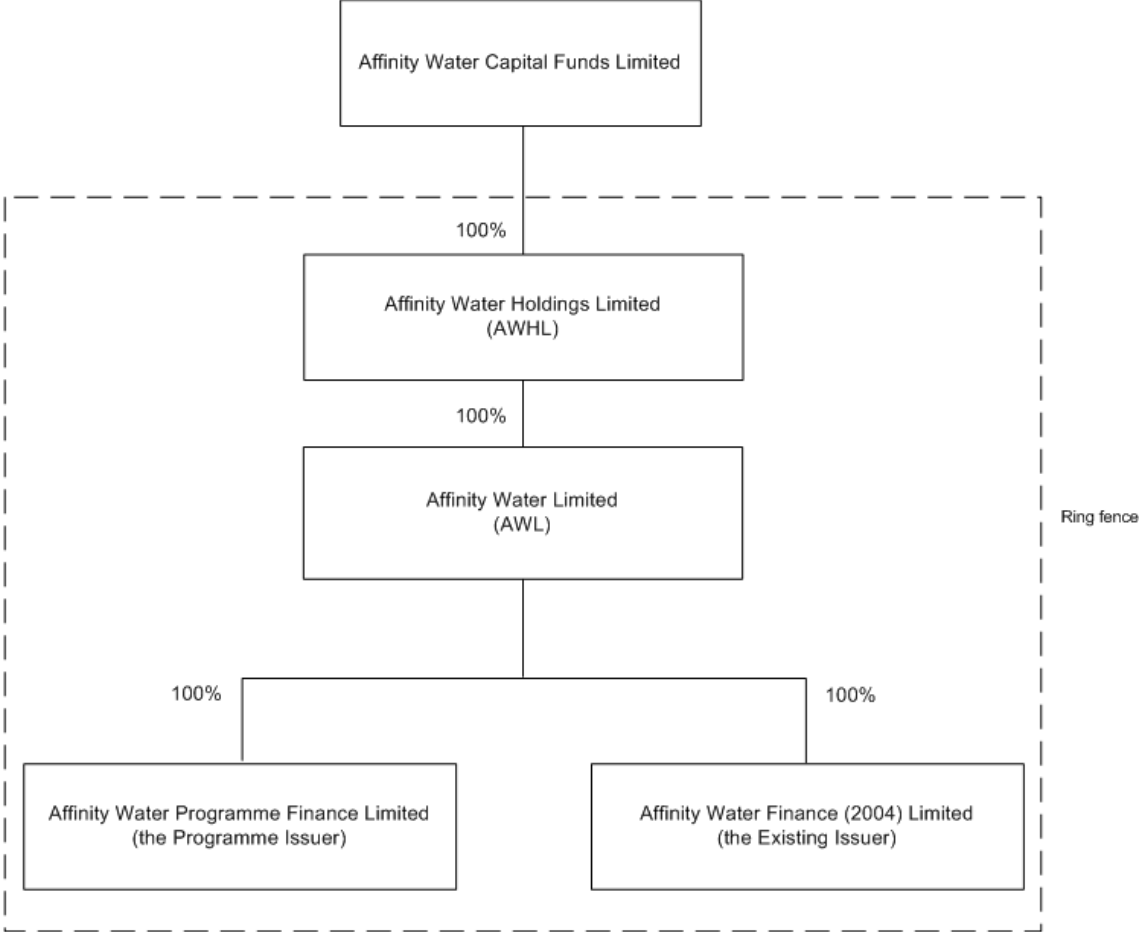 Affinity Water Capital Funds Limited
100%
Affinity Water Holdings Limited
(AWHL)
100%
Affinity Water Limited
(AWL)
Ring fence
100%
100%
Affinity Water Programme Finance Limited
(the Programme Issuer)
Affinity Water Finance (2004) Limited
(the Existing Issuer)